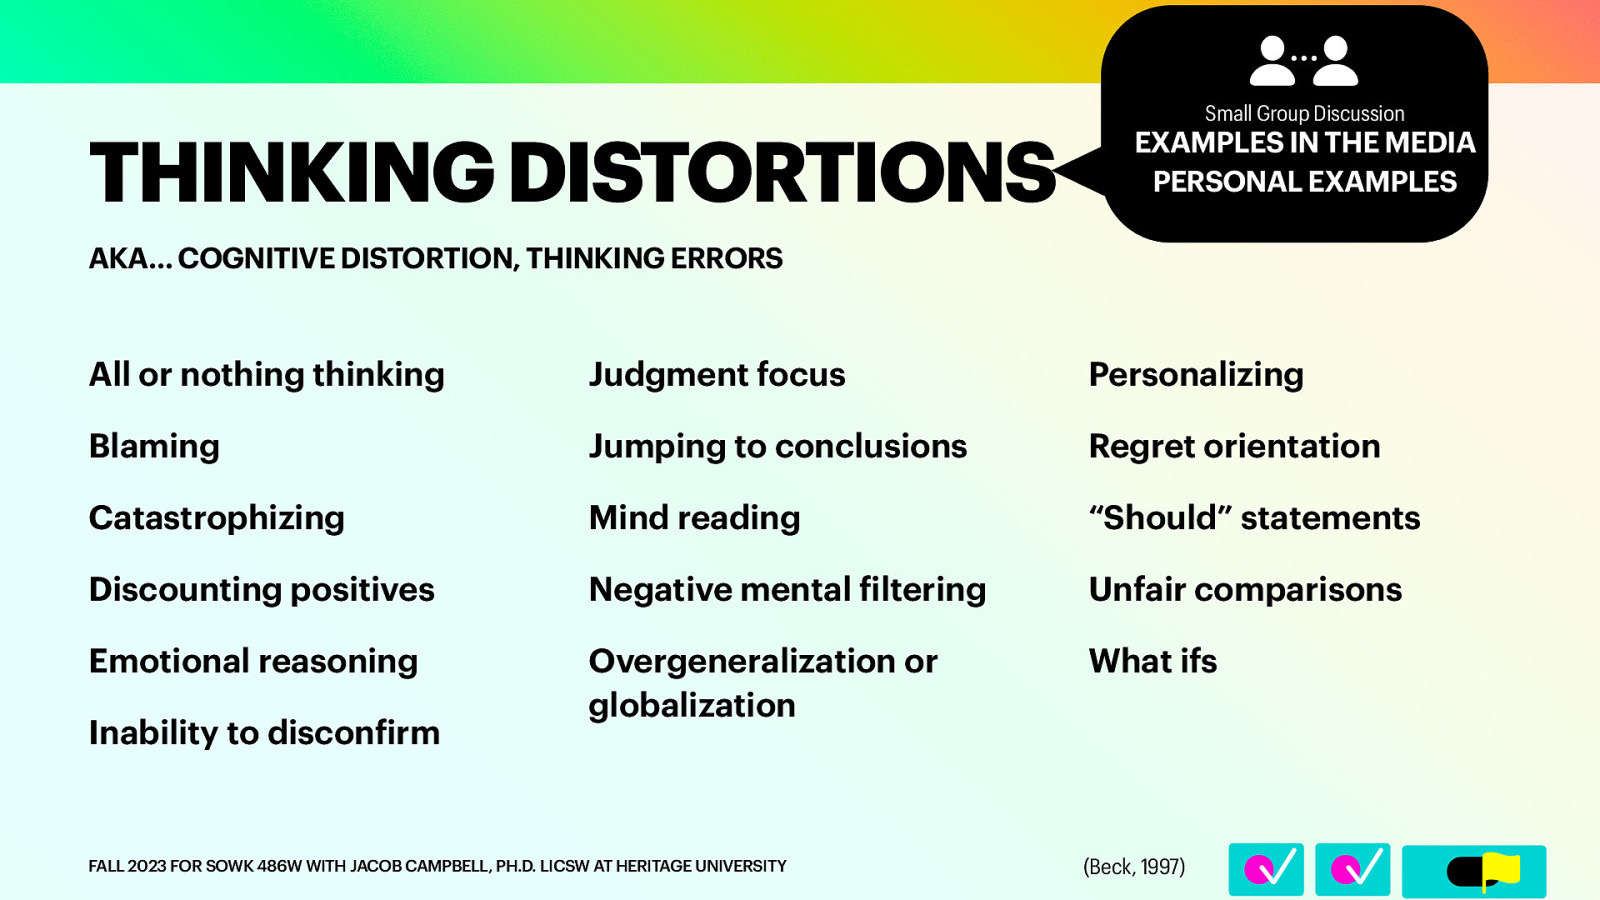 Small Group Discussion
EXAMPLES IN THE MEDIA
PERSONAL EXAMPLES
THINKING DISTORTIONS
AKA... COGNITIVE DISTORTION, THINKING ERRORS
All or nothing thinking
Blaming
Catastrophizing
Discounting positives
Emotional reasoning
Inability to disconfirm
Judgment focus
Jumping to conclusions
Mind reading
Negative mental filtering
Overgeneralization or
globalization
Personalizing
Regret orientation
“Should” statements
Unfair comparisons
What ifs
FALL 2023 FOR SOWK 486W WITH JACOB CAMPBELL, PH.D. LICSW AT HERITAGE UNIVERSITY
(Beck, 1997)